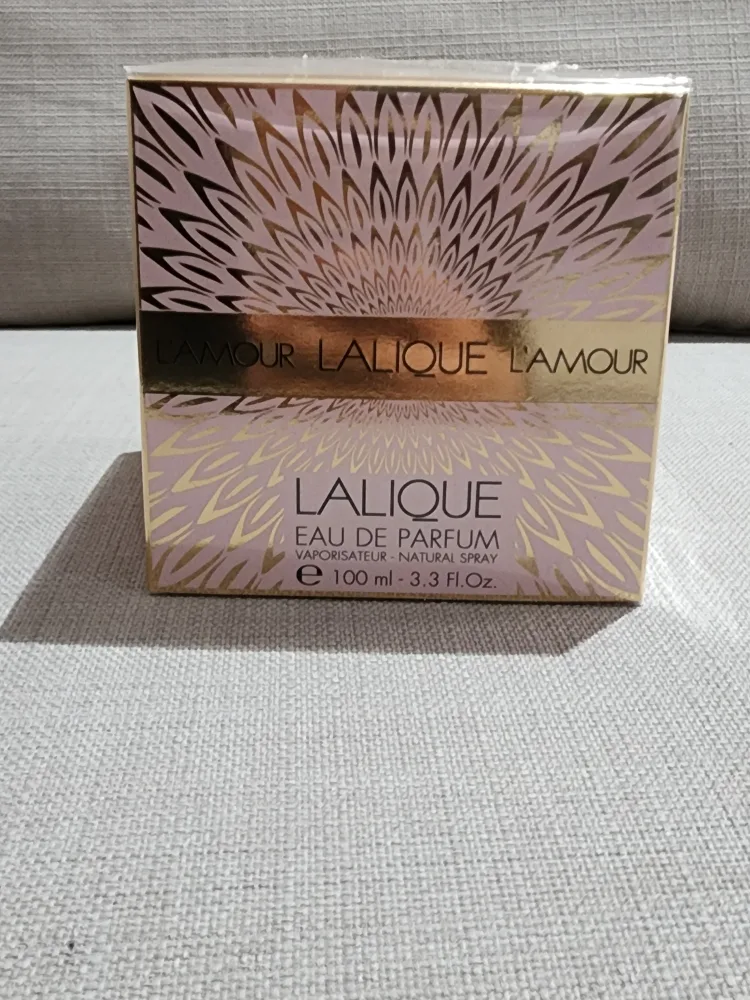 L'AMOUR LALIQUE L'AMOUR
LALIQUE
EAU DE PARFUM
VAPORISATEUR - NATURAL SPRAY
℮ 100 ml - 3.3 Fl.Oz.